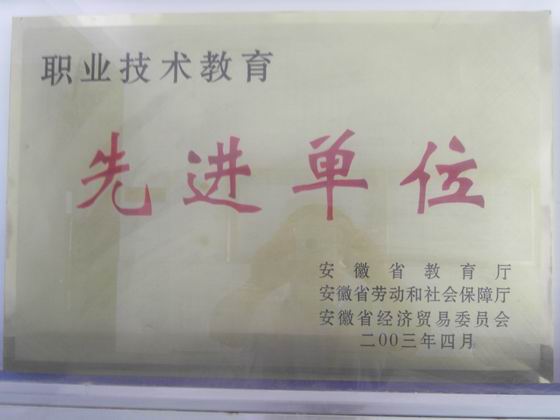 职业技术教育
先进单位
安徽省教育厅
安徽省劳动和社会保障厅
安徽省经济贸易委员会
二00三年四月